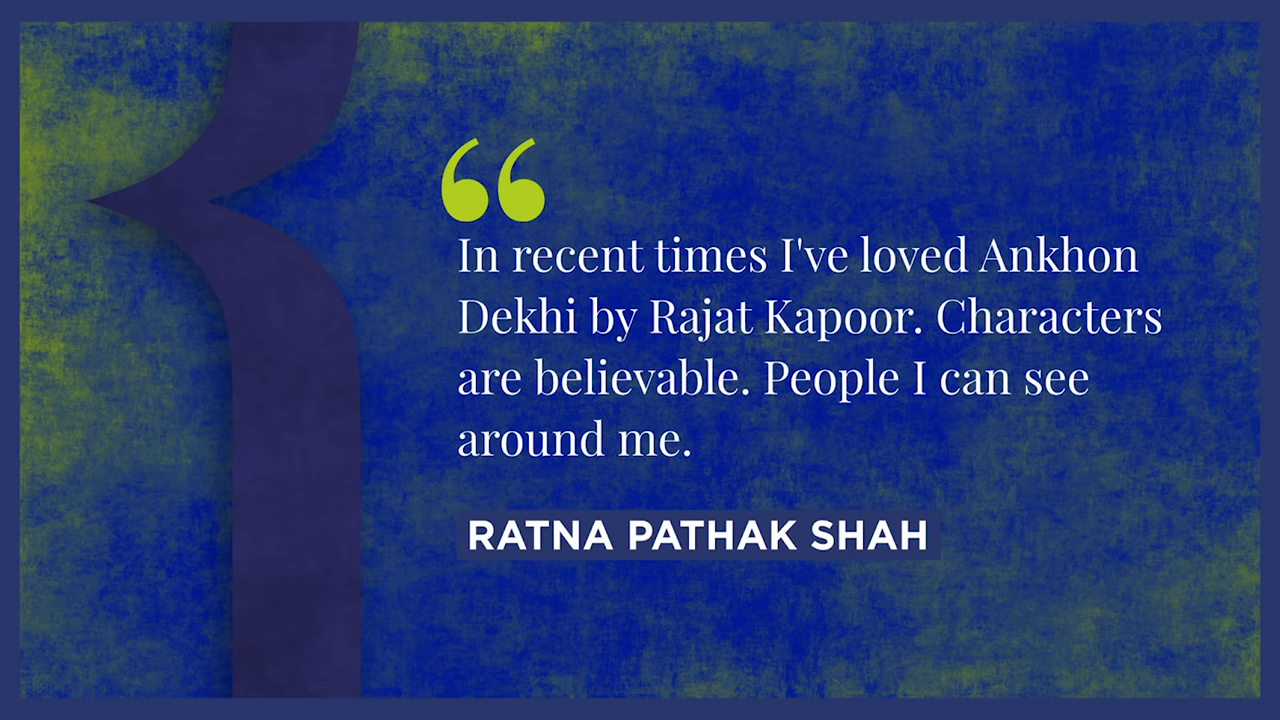 “
In recent times I've loved Ankhon
Dekhi by Rajat Kapoor. Characters
are believable. People I can see
around me.
RATNA PATHAK SHAH